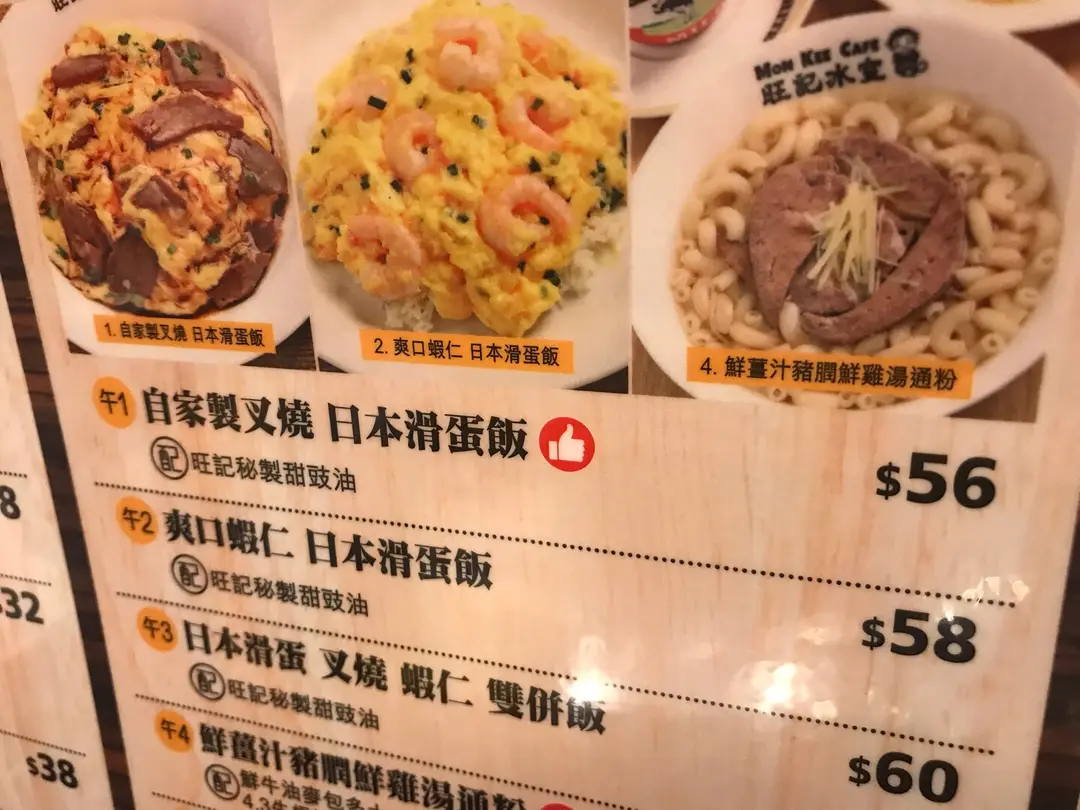 MON KEE CAFE
旺記冰室
1. 自家製叉燒 日本滑蛋飯
2. 爽口蝦仁 日本滑蛋飯
4. 鮮薑汁豬膶鮮雞湯通粉
午1 自家製叉燒 日本滑蛋飯
$56
配 旺記秘製甜豉油
午2 爽口蝦仁 日本滑蛋飯
$58
配 旺記秘製甜豉油
午3 日本滑蛋 叉燒 蝦仁 雙併飯
$60
配 旺記秘製甜豉油
午4 鮮薑汁豬膶鮮雞湯通粉
配 鮮牛油麥包多士
8
32
$38